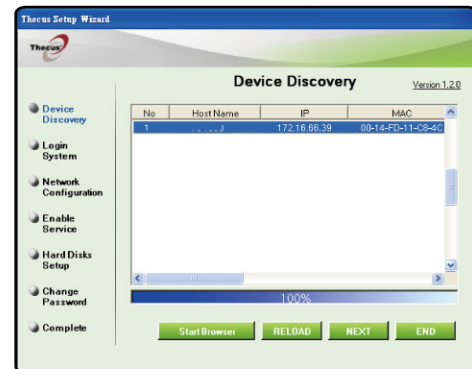 Thecus Setup Wizard
Thecus
Device Discovery
Version 1.2.0
Device
Discovery
Login
System
Network
Configuration
Enable
Service
Hard Disks
Setup
Change
Password
Complete
No Host Name IP MAC
1 172.16.66.39 00-14-FD-11-C8-4C
100%
Start Browser RELOAD NEXT END